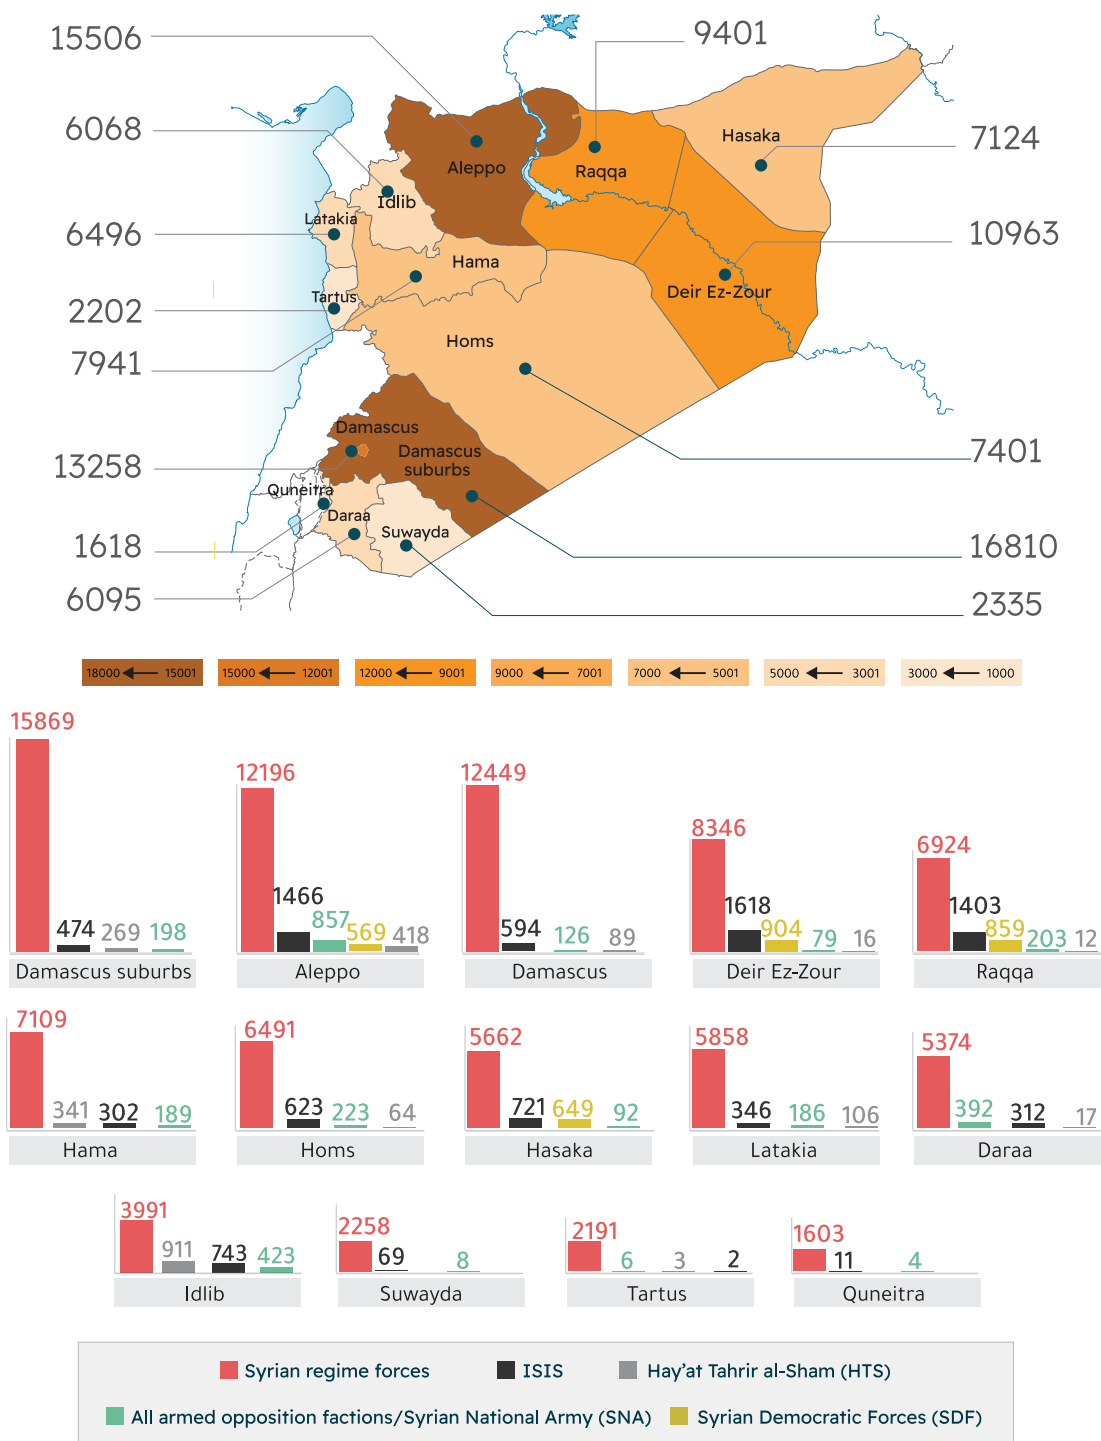 15506
9401
6068
Hasaka
7124
Aleppo
Raqqa
Idlib
Latakia
6496
10963
Hama
Deir Ez-Zour
Tartus
2202
Homs
7941
Damascus
7401
Damascus
suburbs
13258
Quneitra
Daraa
Suwayda
1618
16810
6095
2335
18000 15001
15000 12001
12000 9001
9000 7001
7000 5001
5000 3001
3000 1000
15869
474 269 198
Damascus suburbs
12196
1466
857 569 418
Aleppo
12449
594 126 89
Damascus
8346
1618
904 79 16
Deir Ez-Zour
6924
1403
859 203 12
Raqqa
7109
341 302 189
Hama
6491
623 223 64
Homs
5662
721 649 92
Hasaka
5858
346 186 106
Latakia
5374
392 312 17
Daraa
3991
911 743 423
Idlib
2258
69 8
Suwayda
2191
6 3 2
Tartus
1603
11 4
Quneitra
Syrian regime forces
ISIS
Hay'at Tahrir al-Sham (HTS)
All armed opposition factions/Syrian National Army (SNA)
Syrian Democratic Forces (SDF)